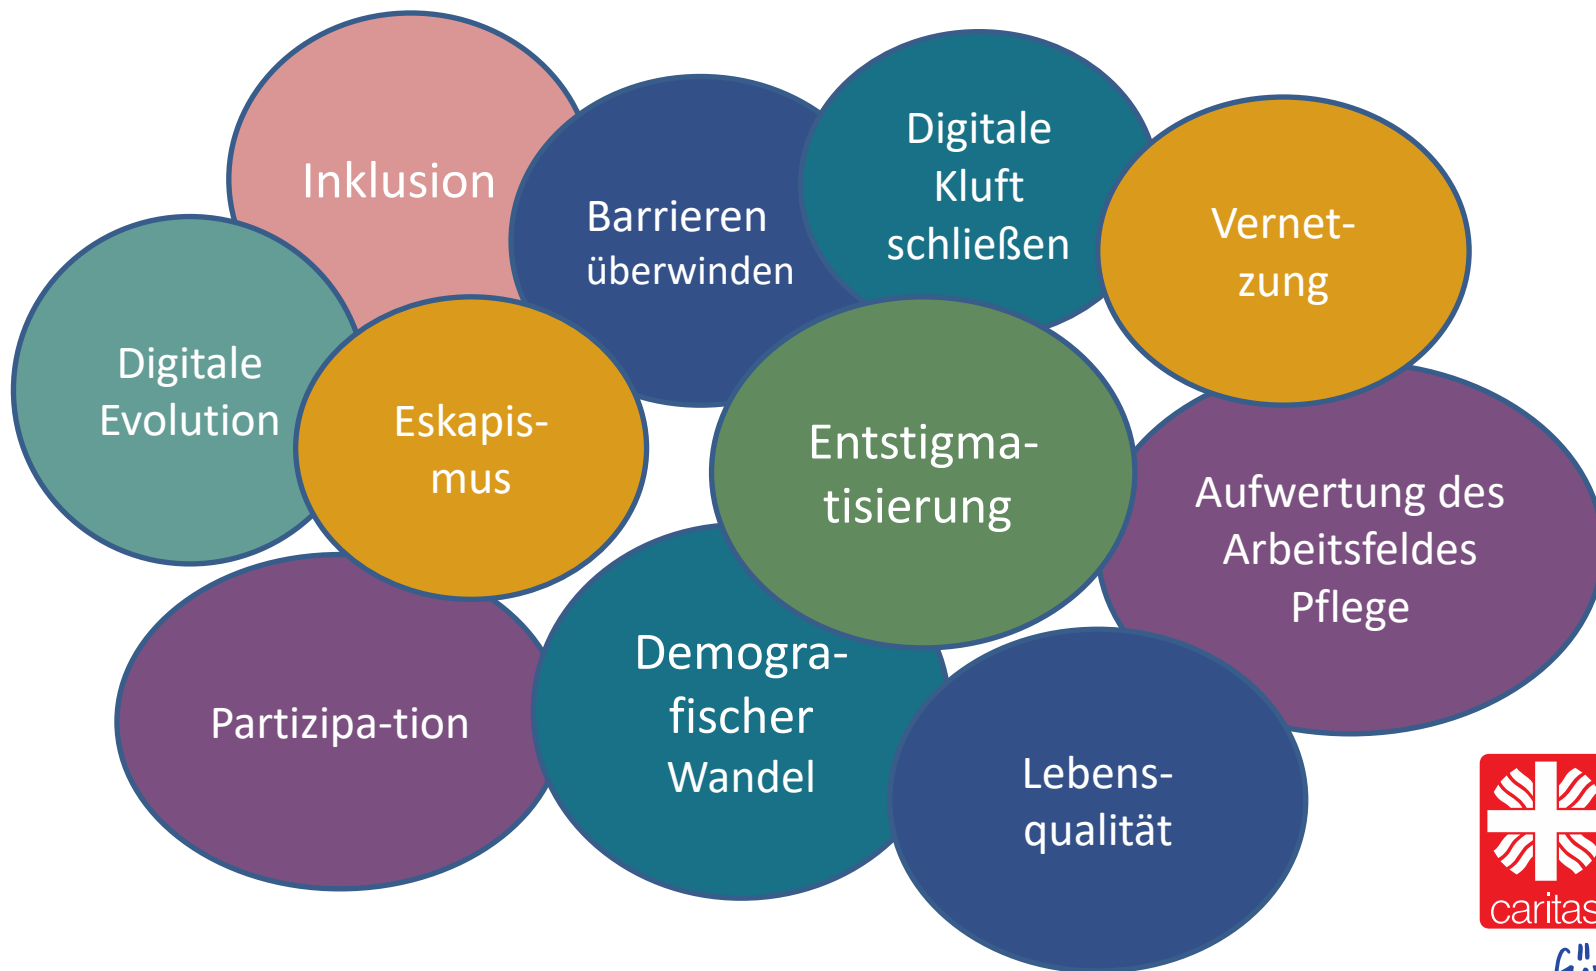 Inklusion
Barrieren
überwinden
Digitale
Kluft
schließen
Vernet-
zung
Digitale
Evolution
Eskapis-
mus
Entstigma-
tisierung
Aufwertung des
Arbeitsfeldes
Pflege
Partizipa-tion
Demogra-
fischer
Wandel
Lebens-
qualität
caritas